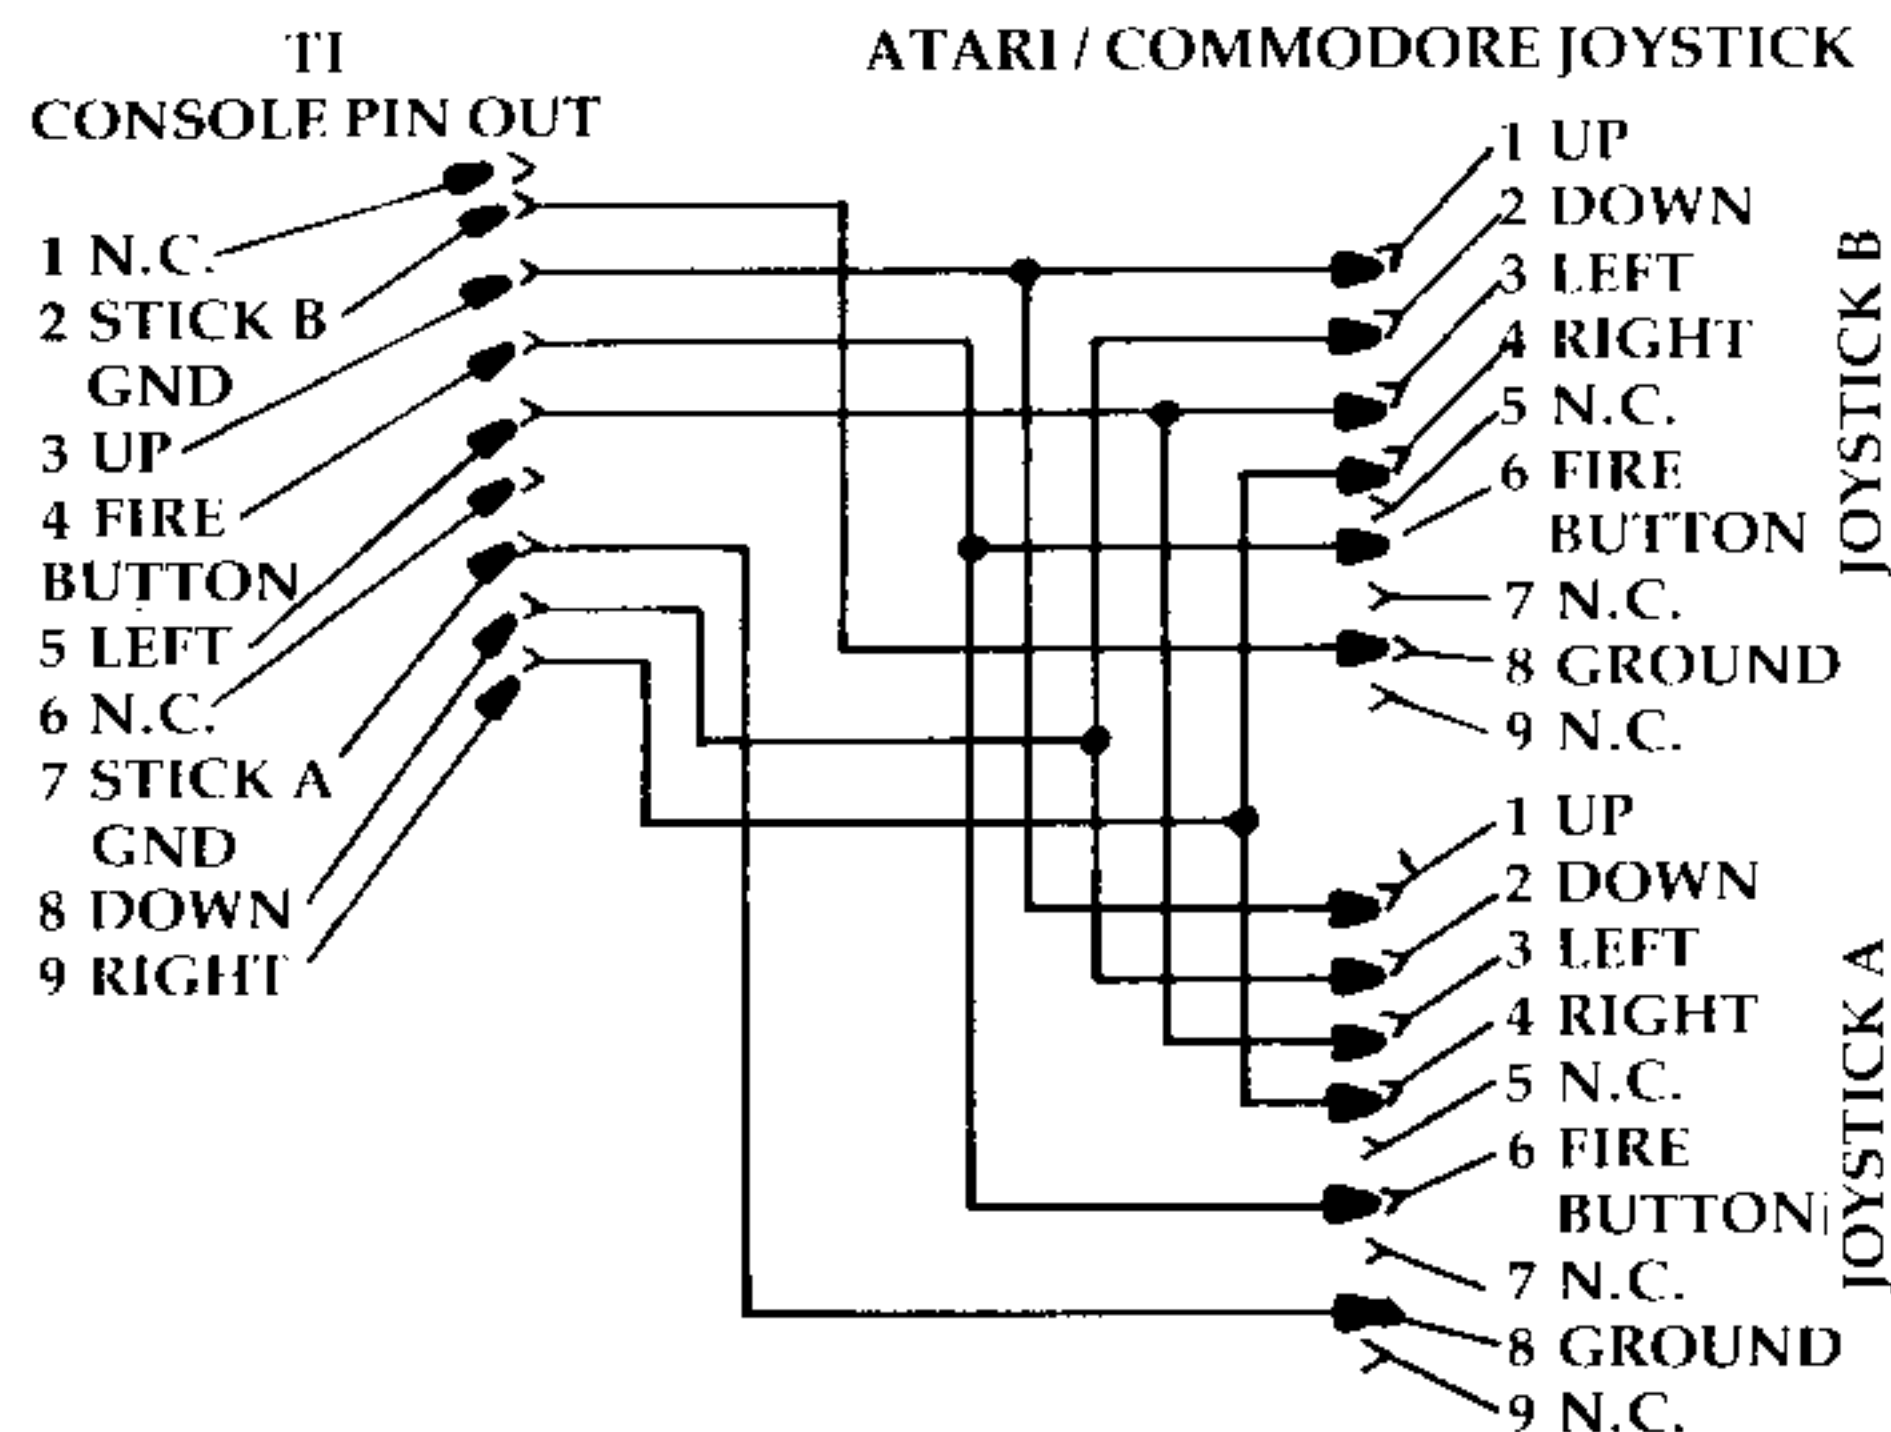 TI
CONSOLE PIN OUT
1 N.C.
2 STICK B
GND
3 UP
4 FIRE
BUTTON
5 LEFT
6 N.C.
7 STICK A
GND
8 DOWN
9 RIGHT
ATARI / COMMODORE JOYSTICK
1 UP
2 DOWN
3 LEFT
4 RIGHT
5 N.C.
6 FIRE
BUTTON
7 N.C.
8 GROUND
9 N.C.
JOYSTICK B
1 UP
2 DOWN
3 LEFT
4 RIGHT
5 N.C.
6 FIRE
BUTTON
7 N.C.
8 GROUND
9 N.C.
JOYSTICK A